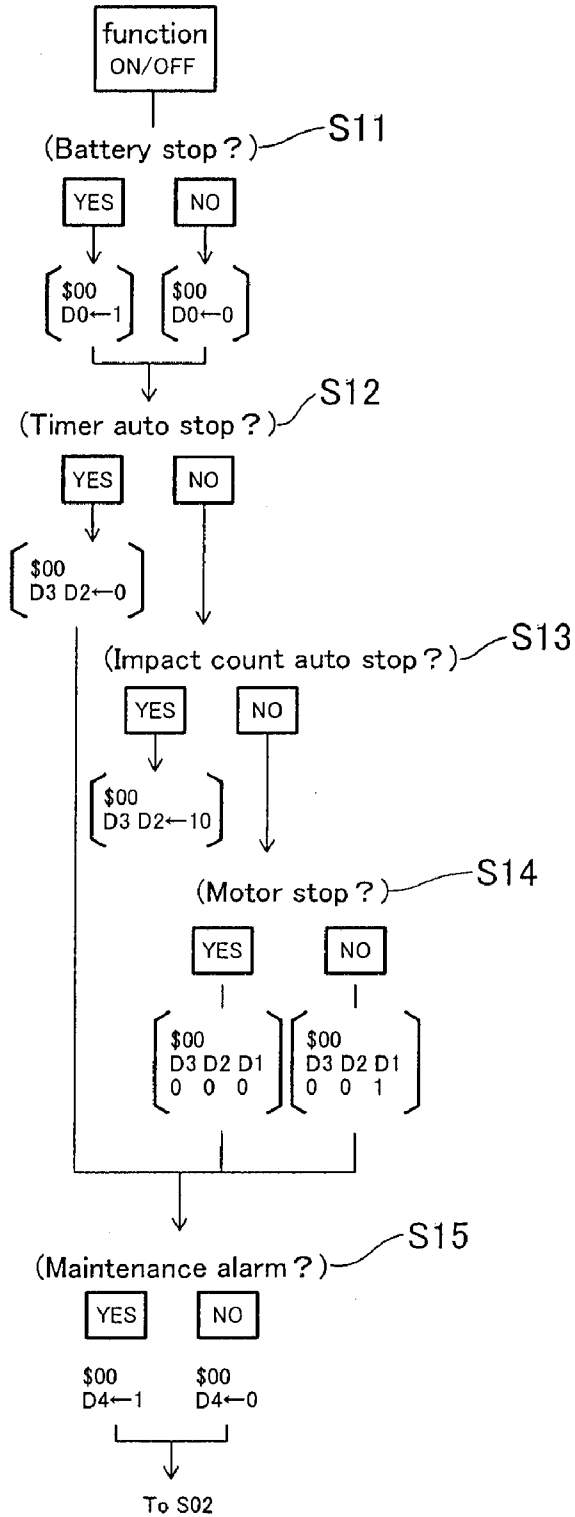 function
ON/OFF
(Battery stop?) S11
YES NO
$00 $00
D0←1 D0←0
(Timer auto stop?) S12
YES NO
$00
D3 D2←0
(Impact count auto stop?) S13
YES NO
$00
D3 D2←10
(Motor stop?) S14
YES NO
$00 $00
D3 D2 D1 D3 D2 D1
0 0 0 0 0 1
(Maintenance alarm?) S15
YES NO
$00 $00
D4←1 D4←0
To S02